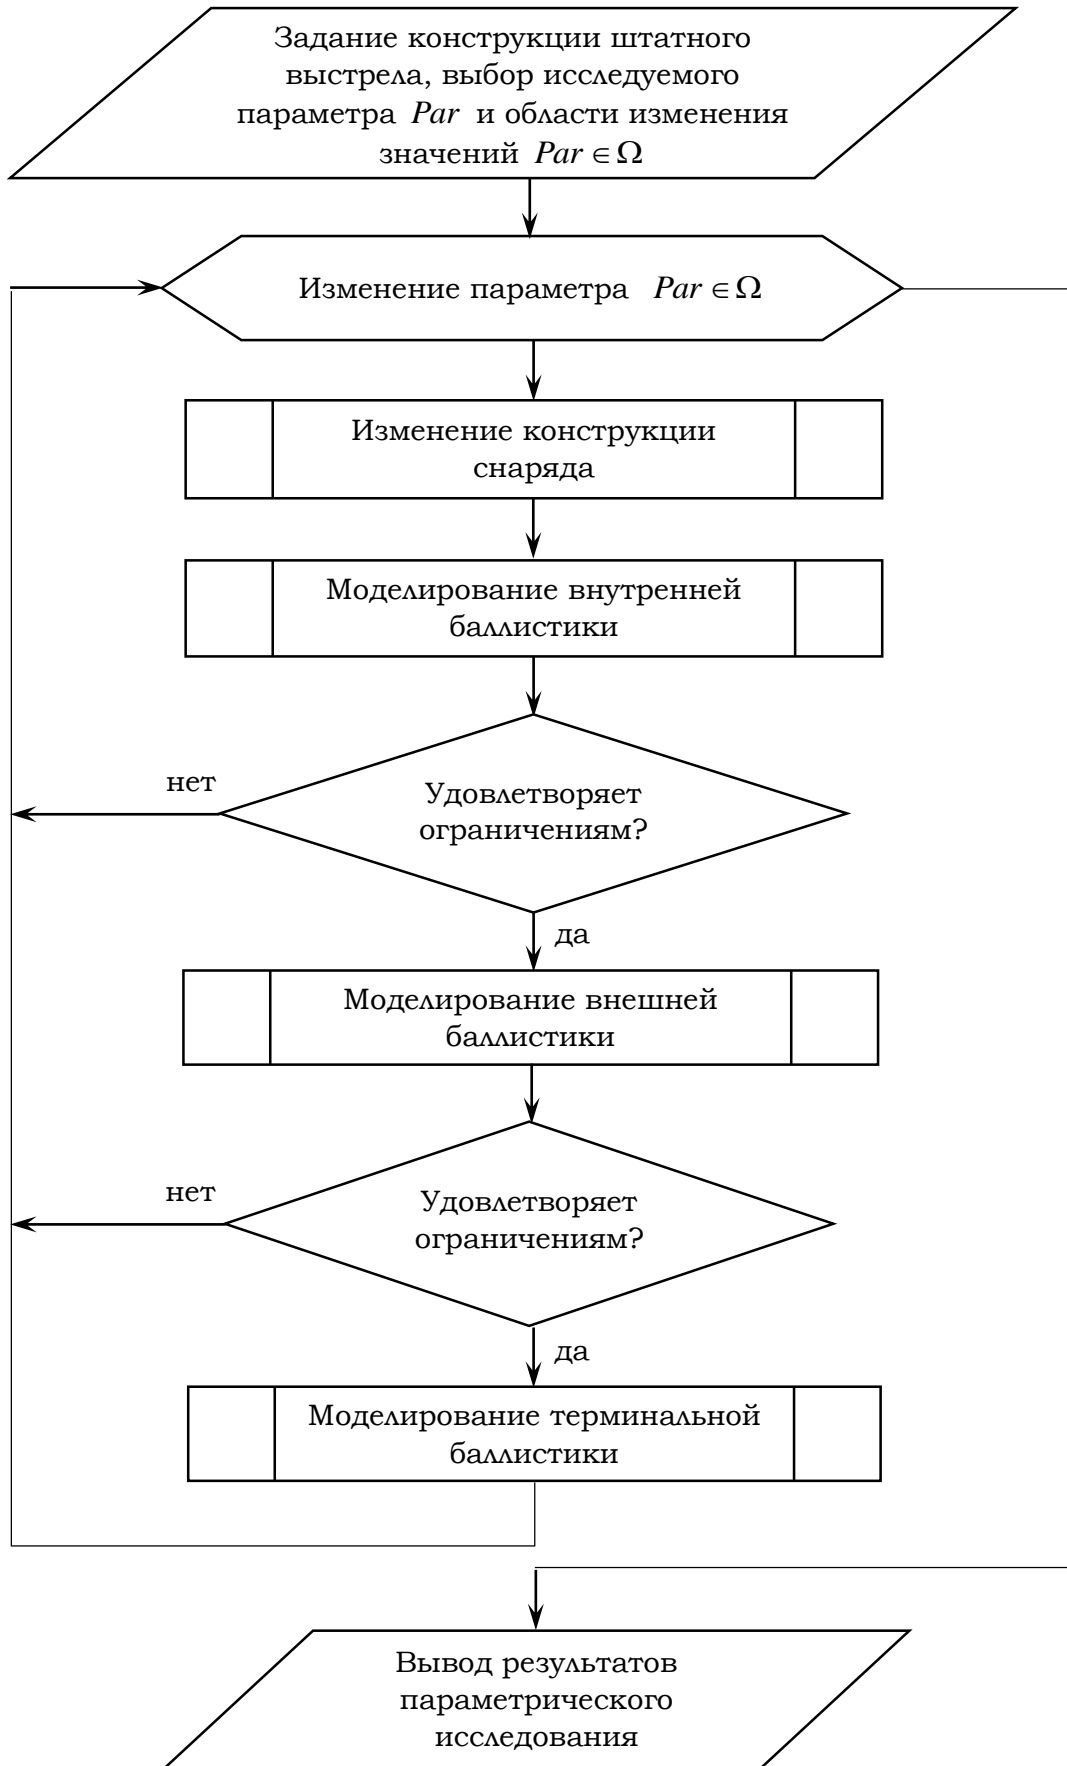 Задание конструкции штатного
выстрела, выбор исследуемого
параметра Par и области изменения
значений Par ∈ Ω
Изменение параметра Par ∈ Ω
Изменение конструкции
снаряда
Моделирование внутренней
баллистики
нет
Удовлетворяет
ограничениям?
да
Моделирование внешней
баллистики
нет
Удовлетворяет
ограничениям?
да
Моделирование терминальной
баллистики
Вывод результатов
параметрического
исследования